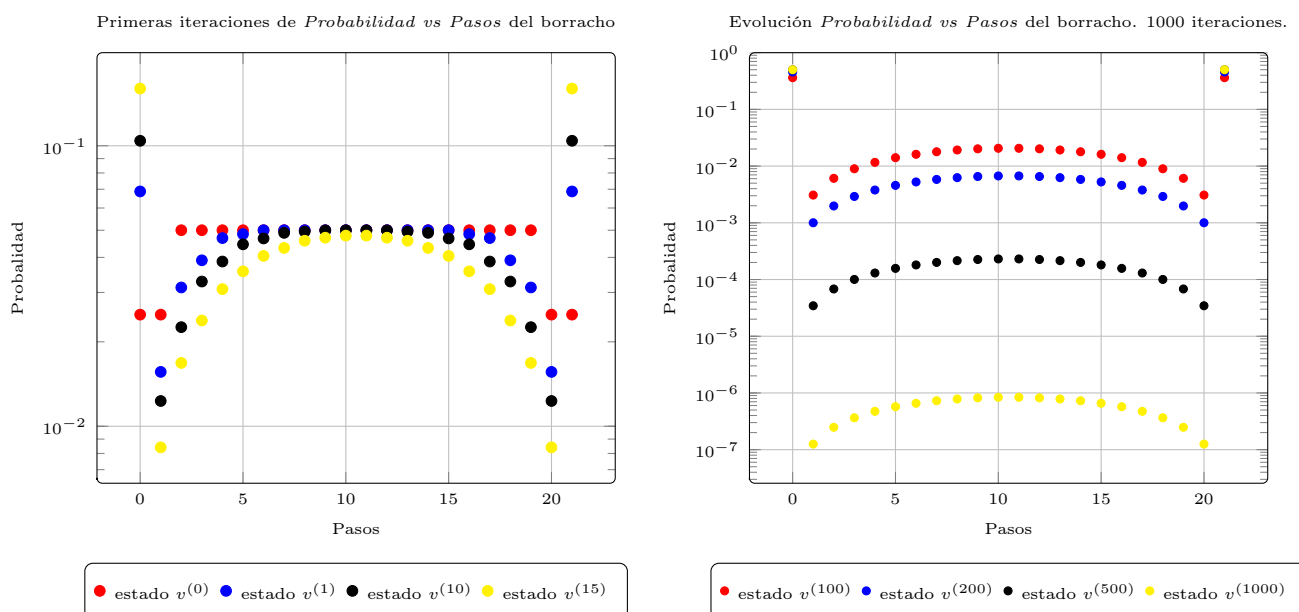 Primeras iteraciones de Probabilidad vs Pasos del borracho
10^{-1}
10^{-2}
Probalidad
0 5 10 15 20
Pasos
estado v^{(0)} estado v^{(1)} estado v^{(10)} estado v^{(15)}
Evolución Probabilidad vs Pasos del borracho. 1000 iteraciones.
10^{0}
10^{-1}
10^{-2}
10^{-3}
10^{-4}
10^{-5}
10^{-6}
10^{-7}
Probalidad
0 5 10 15 20
Pasos
estado v^{(100)} estado v^{(200)} estado v^{(500)} estado v^{(1000)}